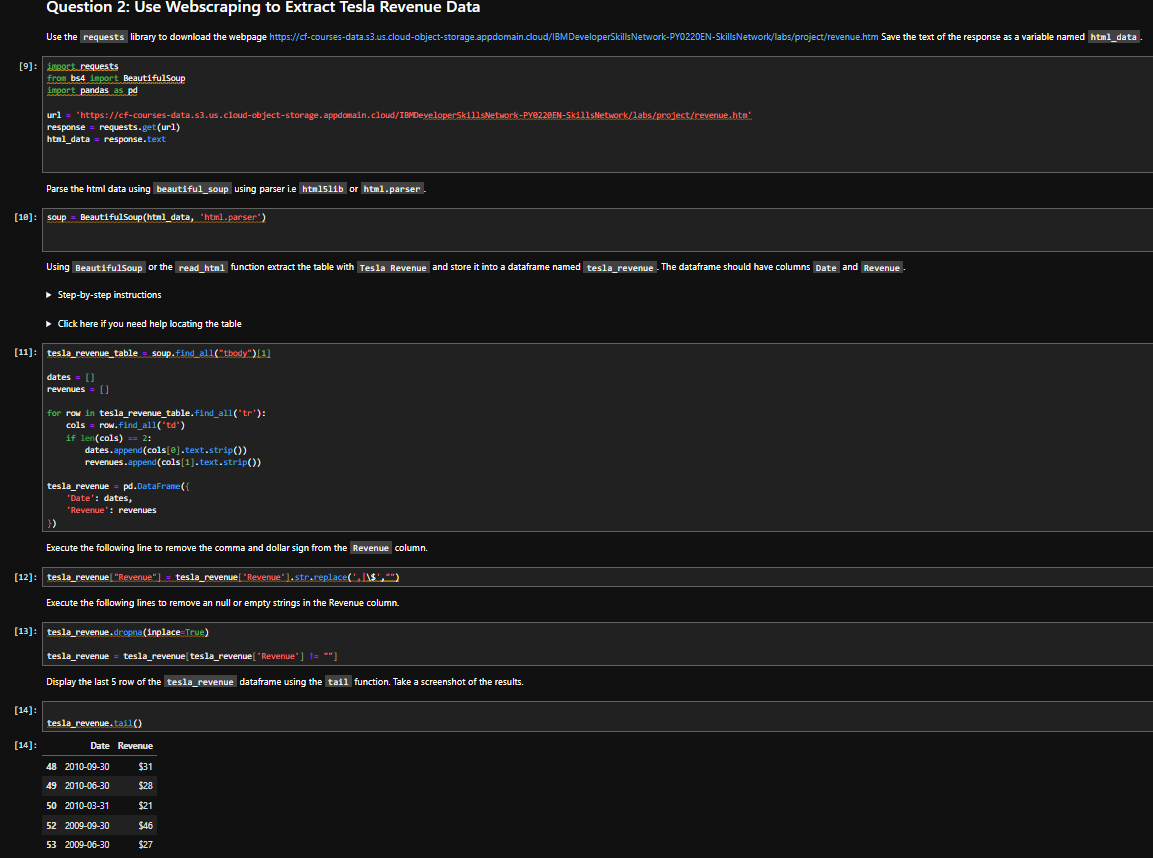 Question 2: Use Webscraping to Extract Tesla Revenue Data
Use the requests library to download the webpage https://cf-courses-data.s3.us.cloud-object-storage.appdomain.cloud/IBMDeveloperSkillsNetwork-PY0220EN-SkillsNetwork/labs/project/revenue.htm Save the text of the response as a variable named html_data.
[9]:
import requests
from bs4 import BeautifulSoup
import pandas as pd
url = 'https://cf-courses-data.s3.us.cloud-object-storage.appdomain.cloud/IBMDeveloperSkillsNetwork-PY0220EN-SkillsNetwork/labs/project/revenue.htm'
response = requests.get(url)
html_data = response.text
Parse the html data using beautiful_soup using parser i.e html5lib or html.parser.
[10]:
soup = BeautifulSoup(html_data, 'html.parser')
Using BeautifulSoup or the read_html function extract the table with Tesla Revenue and store it into a dataframe named tesla_revenue. The dataframe should have columns Date and Revenue.
▶ Step-by-step instructions
▶ Click here if you need help locating the table
[11]:
tesla_revenue_table = soup.find_all("tbody")[1]
dates = []
revenues = []
for row in tesla_revenue_table.find_all('tr'):
    cols = row.find_all('td')
    if len(cols) == 2:
        dates.append(cols[0].text.strip())
        revenues.append(cols[1].text.strip())
tesla_revenue = pd.DataFrame({
    'Date': dates,
    'Revenue': revenues
})
Execute the following line to remove the comma and dollar sign from the Revenue column.
[12]:
tesla_revenue["Revenue"] = tesla_revenue['Revenue'].str.replace(',|\$',"")
Execute the following lines to remove an null or empty strings in the Revenue column.
[13]:
tesla_revenue.dropna(inplace=True)
tesla_revenue = tesla_revenue[tesla_revenue['Revenue'] != ""]
Display the last 5 row of the tesla_revenue dataframe using the tail function. Take a screenshot of the results.
[14]:
tesla_revenue.tail()
[14]:
Date Revenue
48 2010-09-30 $31
49 2010-06-30 $28
50 2010-03-31 $21
52 2009-09-30 $46
53 2009-06-30 $27